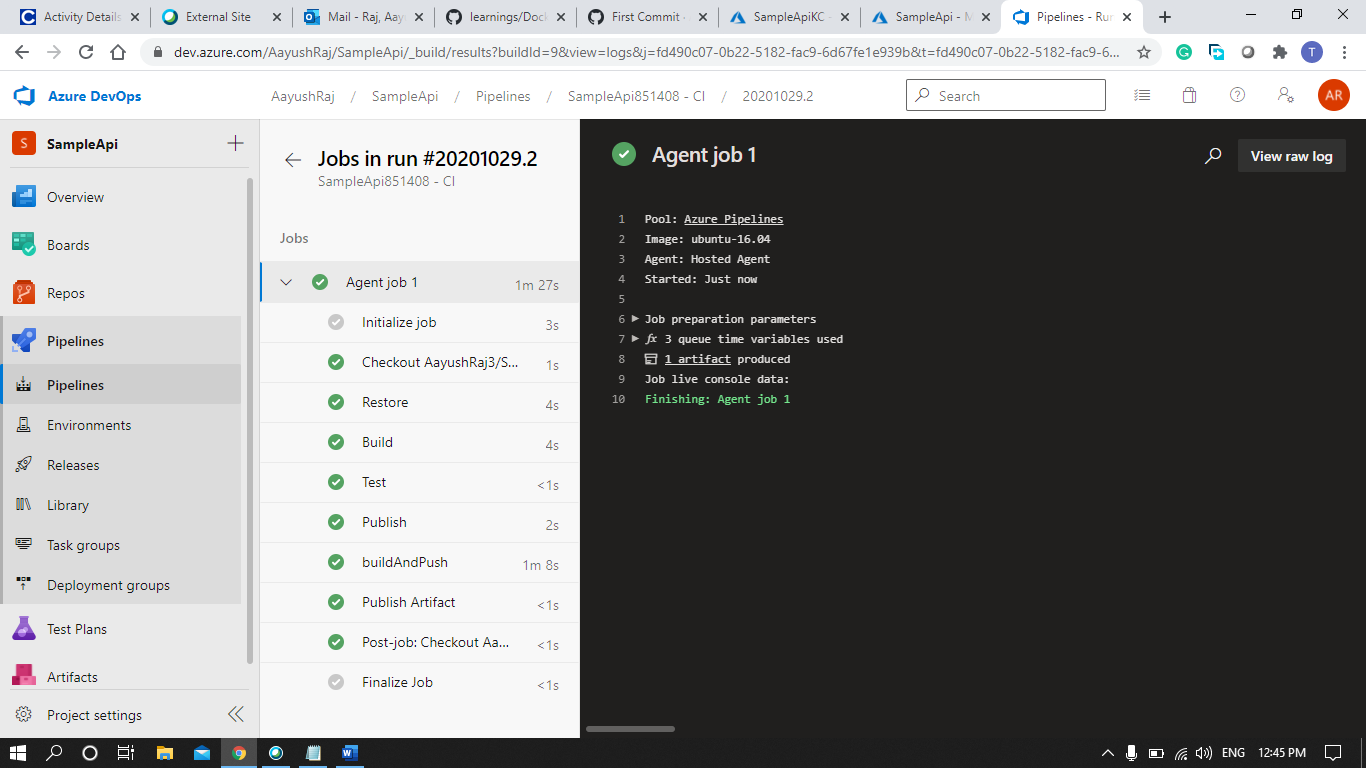 Activity Details
External Site
Mail - Raj, Aay
learnings/Dock
First Commit -
SampleApiKC -
SampleApi - M
Pipelines - Run
dev.azure.com/AayushRaj/SampleApi/_build/results?buildId=9&view=logs&j=fd490c07-0b22-5182-fac9-6d67fe1e939b&t=fd490c07-0b22-5182-fac9-6...
T
Azure DevOps
AayushRaj / SampleApi / Pipelines / SampleApi851408 - CI / 20201029.2
Search
AR
S SampleApi
Overview
Boards
Repos
Pipelines
Pipelines
Environments
Releases
Library
Task groups
Deployment groups
Test Plans
Artifacts
Project settings
Jobs in run #20201029.2
SampleApi851408 - CI
Jobs
Agent job 1 1m 27s
Initialize job 3s
Checkout AayushRaj3/S... 1s
Restore 4s
Build 4s
Test <1s
Publish 2s
buildAndPush 1m 8s
Publish Artifact <1s
Post-job: Checkout Aa... <1s
Finalize Job <1s
Agent job 1
View raw log
1 Pool: Azure Pipelines
2 Image: ubuntu-16.04
3 Agent: Hosted Agent
4 Started: Just now
5
6 Job preparation parameters
7 fx 3 queue time variables used
8 1 artifact produced
9 Job live console data:
10 Finishing: Agent job 1
ENG 12:45 PM